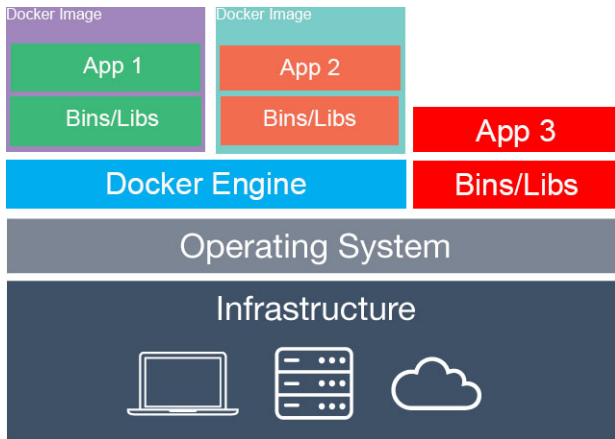 Docker Image
App 1
Bins/Libs
Docker Image
App 2
Bins/Libs
App 3
Bins/Libs
Docker Engine
Operating System
Infrastructure